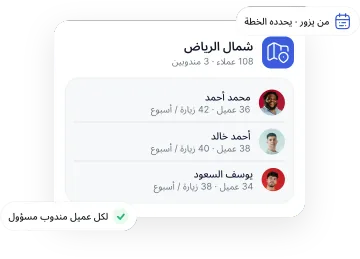 من يزور · يحدده الخطة
شمال الرياض
108 عملاء · 3 مندوبين
محمد أحمد
36 عميل · 42 زيارة / أسبوع
أحمد خالد
38 عميل · 40 زيارة / أسبوع
يوسف السعود
34 عميل · 38 زيارة / أسبوع
لكل عميل مندوب مسؤول